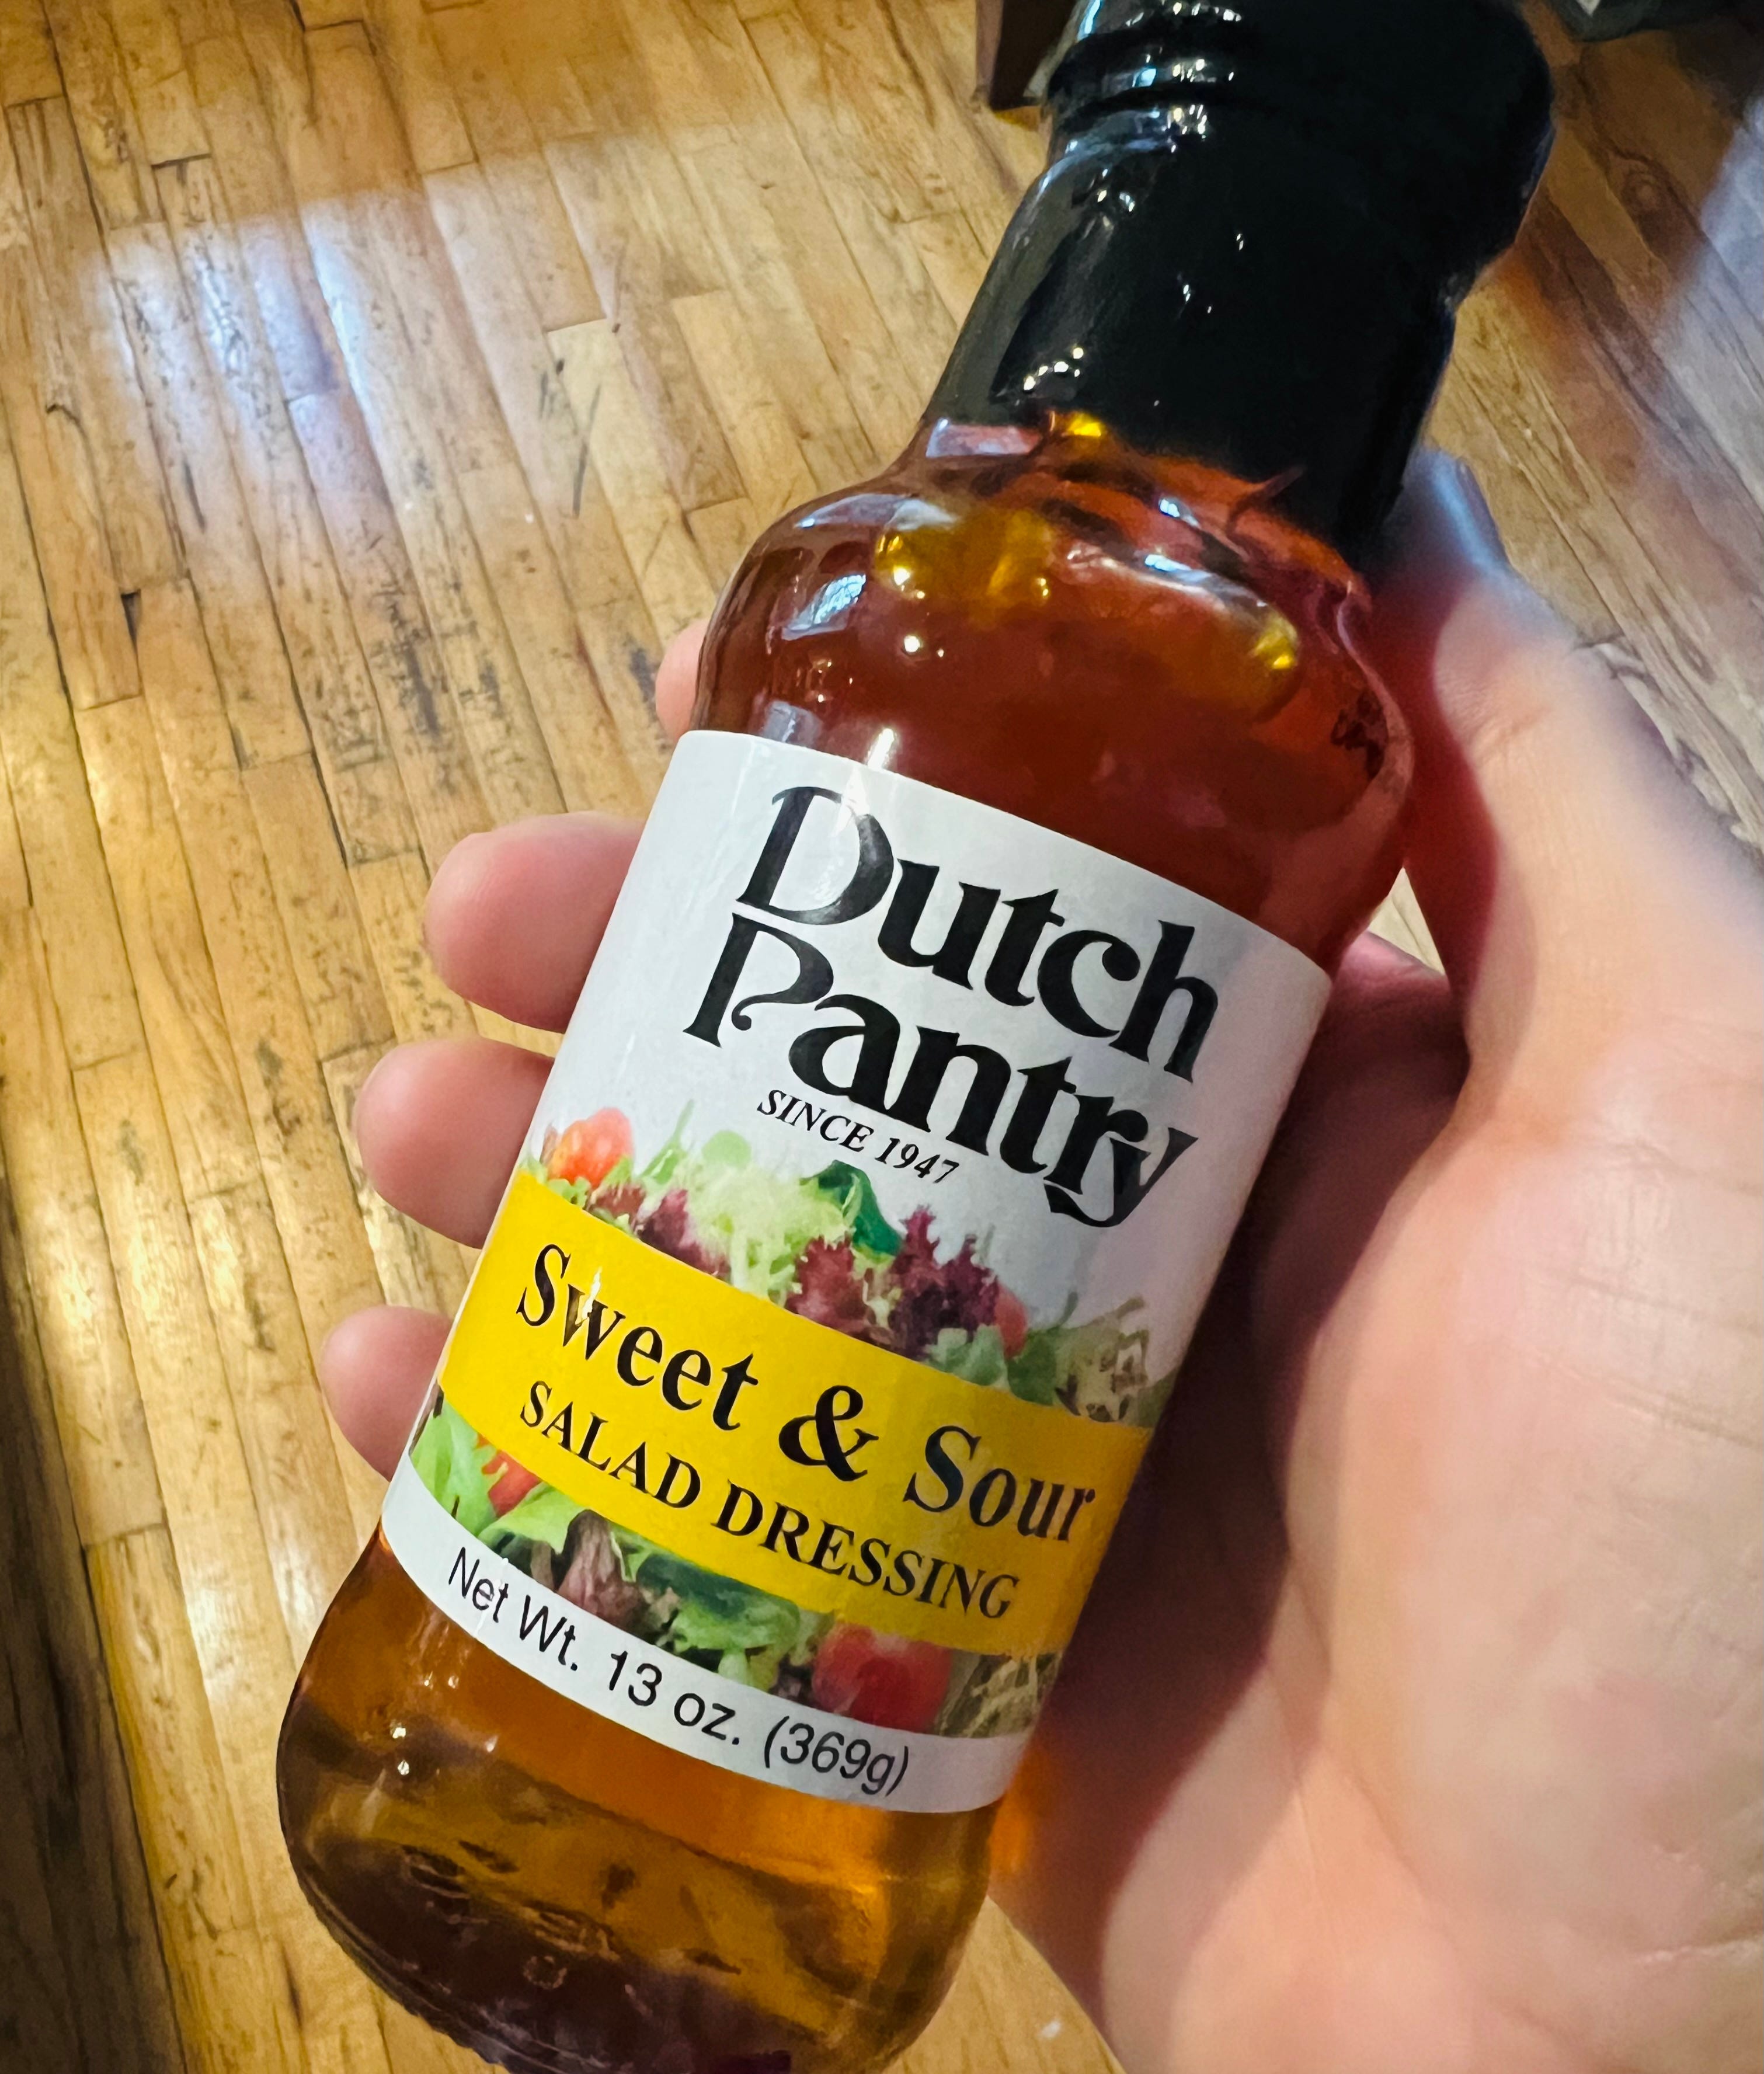 Dutch
Pantry
SINCE 1947
Sweet & Sour
SALAD DRESSING
Net Wt. 13 oz. (369g)